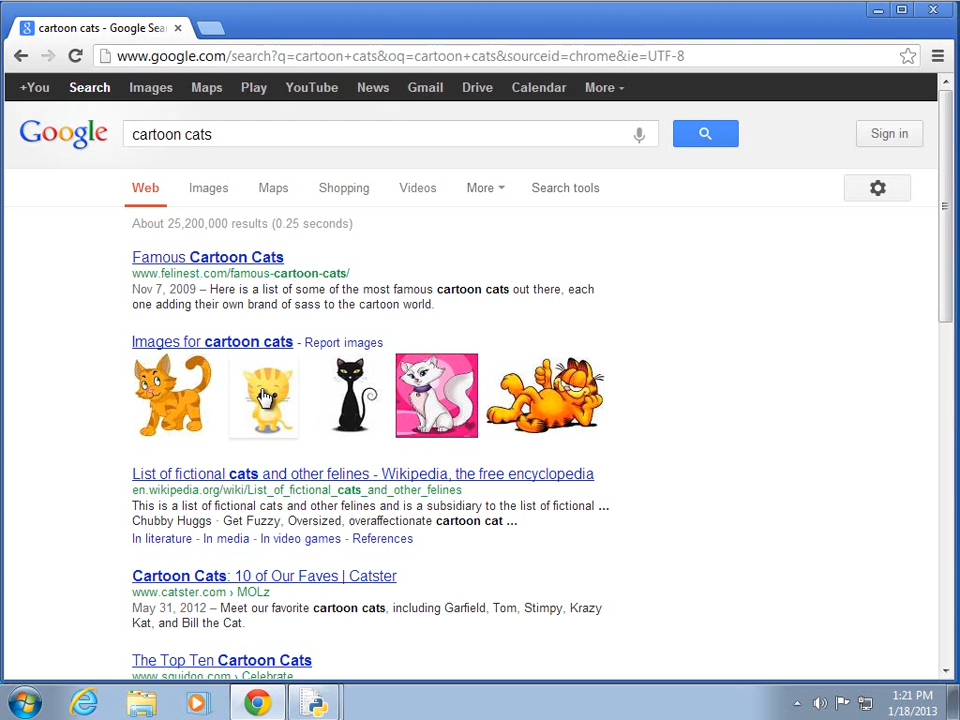 cartoon cats - Google Sea
www.google.com/search?q=cartoon+cats&oq=cartoon+cats&sourceid=chrome&ie=UTF-8
+You Search Images Maps Play YouTube News Gmail Drive Calendar More
Google cartoon cats Sign in
Web Images Maps Shopping Videos More Search tools
About 25,200,000 results (0.25 seconds)
Famous Cartoon Cats
www.felinest.com/famous-cartoon-cats/
Nov 7, 2009 – Here is a list of some of the most famous cartoon cats out there, each
one adding their own brand of sass to the cartoon world.
Images for cartoon cats - Report images
List of fictional cats and other felines - Wikipedia, the free encyclopedia
en.wikipedia.org/wiki/List_of_fictional_cats_and_other_felines
This is a list of fictional cats and other felines and is a subsidiary to the list of fictional ...
Chubby Huggs · Get Fuzzy, Oversized, overaffectionate cartoon cat ...
In literature - In media - In video games - References
Cartoon Cats: 10 of Our Faves | Catster
www.catster.com › MOLz
May 31, 2012 – Meet our favorite cartoon cats, including Garfield, Tom, Stimpy, Krazy
Kat, and Bill the Cat.
The Top Ten Cartoon Cats
www.squidoo.com › Celebrate
1:21 PM
1/18/2013